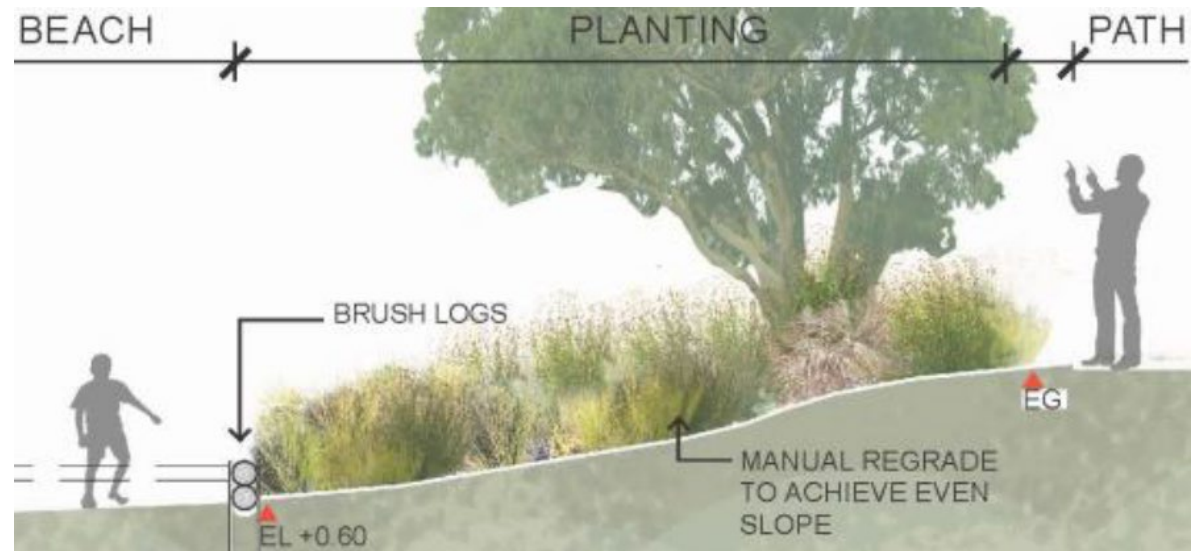 BEACH
PLANTING
PATH
BRUSH LOGS
EG
MANUAL REGRADE
TO ACHIEVE EVEN
SLOPE
EL +0.60